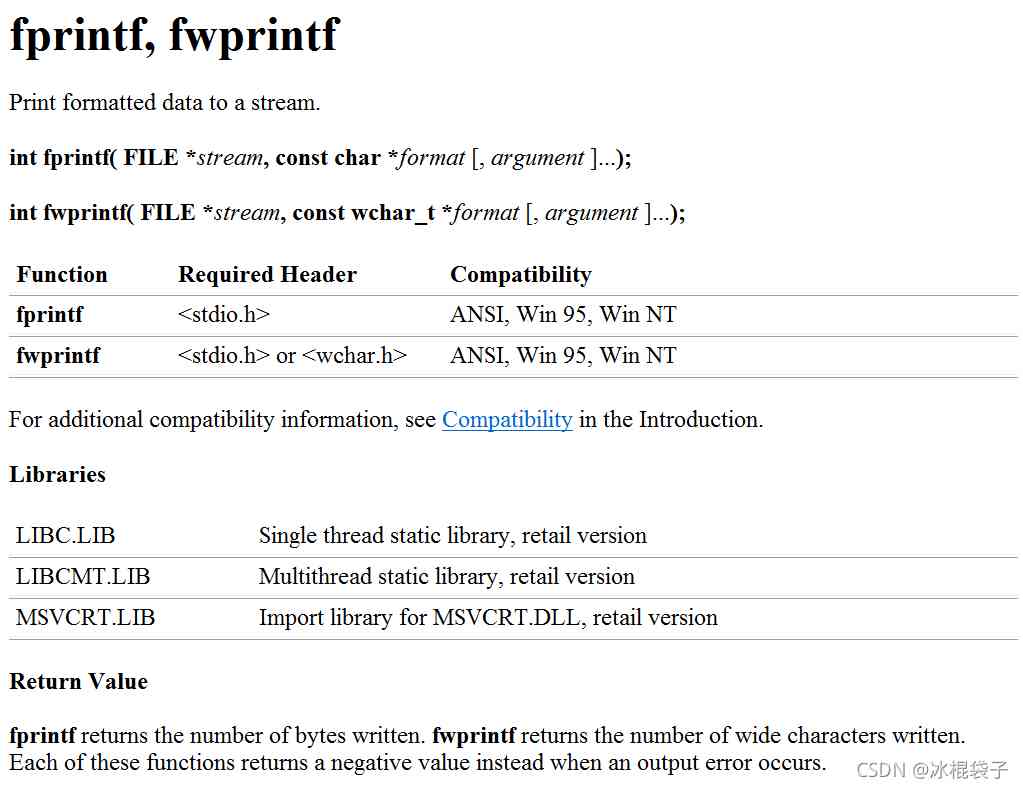 fprintf, fwprintf
Print formatted data to a stream.
int fprintf( FILE *stream, const char *format [, argument ]...);
int fwprintf( FILE *stream, const wchar_t *format [, argument ]...);
Function Required Header Compatibility
fprintf <stdio.h> ANSI, Win 95, Win NT
fwprintf <stdio.h> or <wchar.h> ANSI, Win 95, Win NT
For additional compatibility information, see Compatibility in the Introduction.
Libraries
LIBC.LIB Single thread static library, retail version
LIBCMT.LIB Multithread static library, retail version
MSVCRT.LIB Import library for MSVCRT.DLL, retail version
Return Value
fprintf returns the number of bytes written. fwprintf returns the number of wide characters written.
Each of these functions returns a negative value instead when an output error occurs.
CSDN @冰棍袋子